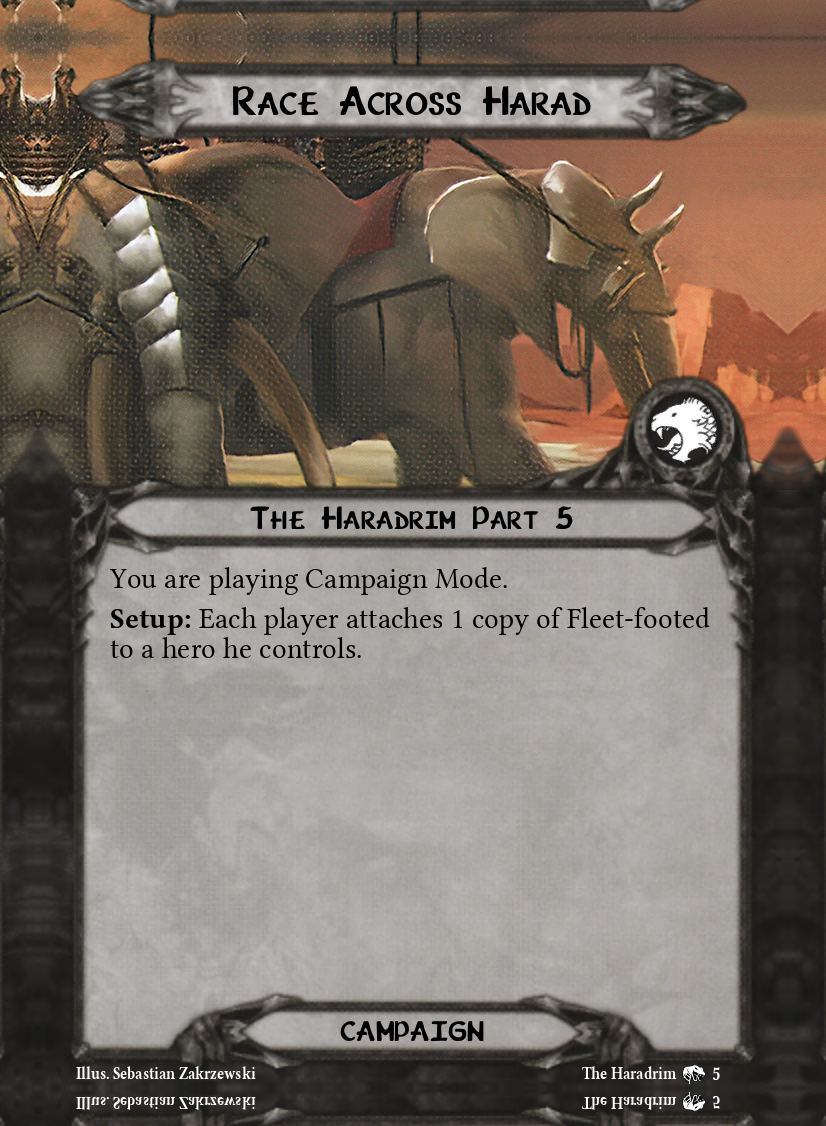 Race Across Harad
The Haradrim Part 5
You are playing Campaign Mode.
Setup: Each player attaches 1 copy of Fleet-footed
to a hero he controls.
CAMPAIGN
Illus. Sebastian Zakrzewski
The Haradrim 5
Illus. Sebastian Zakrzewski
The Haradrim 5